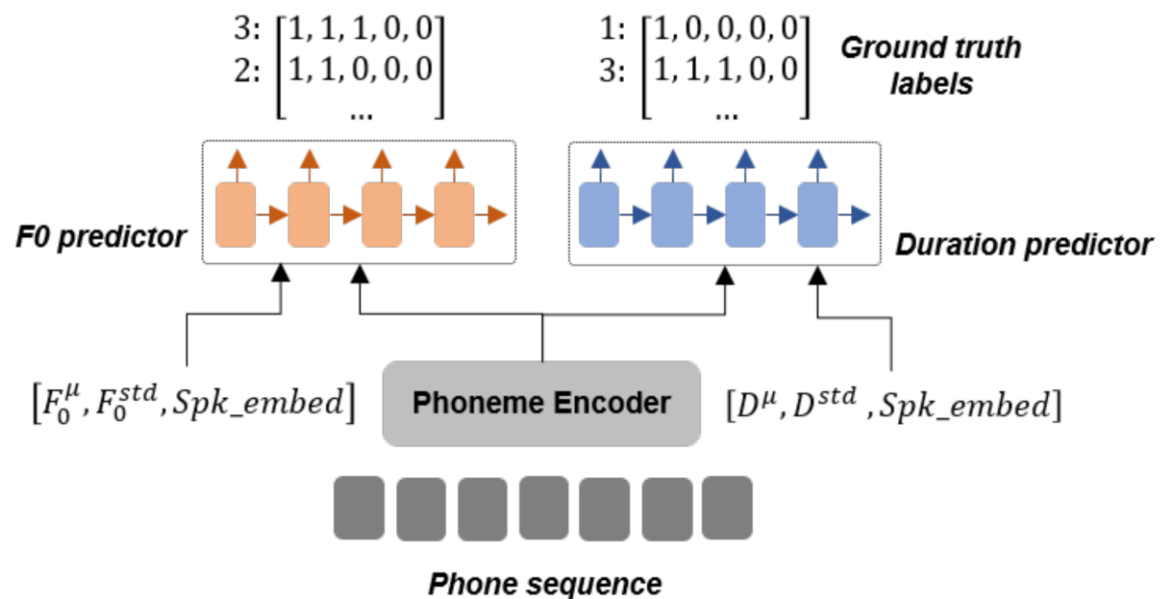 3: [1, 1, 1, 0, 0]
2: [1, 1, 0, 0, 0]
...
1: [1, 0, 0, 0, 0]
3: [1, 1, 1, 0, 0]
...
Ground truth
labels
F0 predictor
Duration predictor
[F_0^μ, F_0^{std}, Spk_embed]
Phoneme Encoder
[D^μ, D^{std} , Spk_embed]
Phone sequence